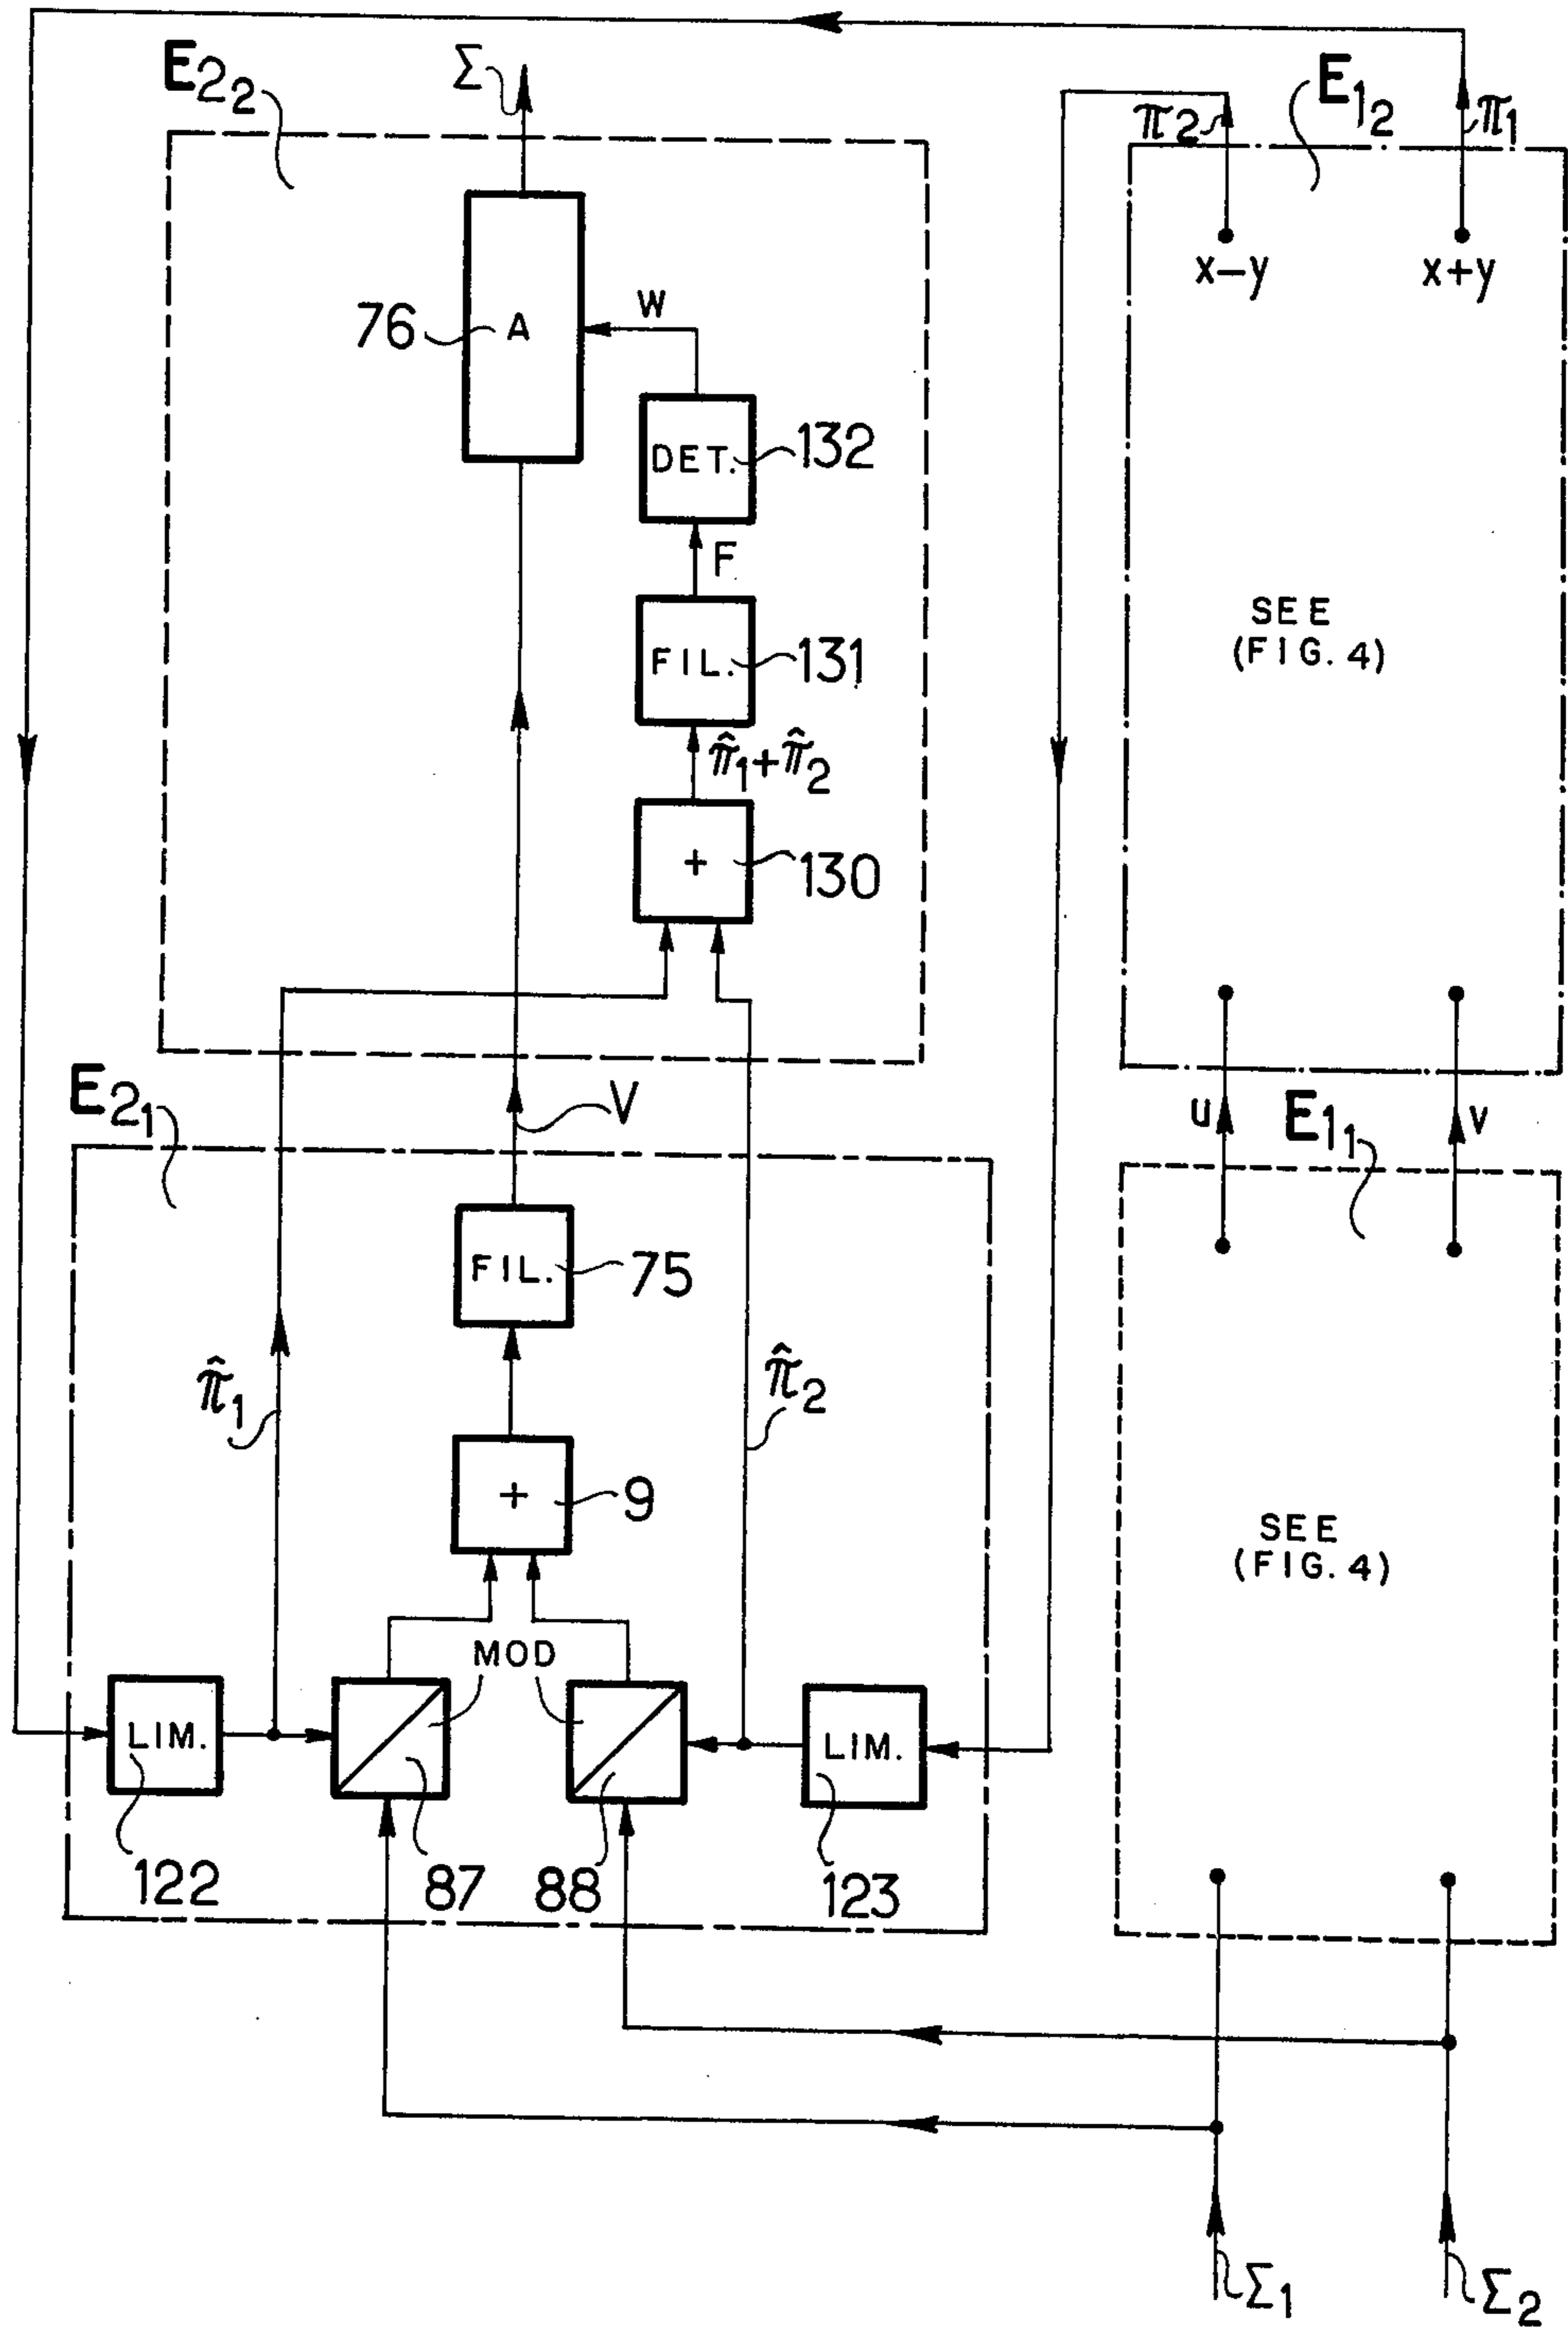 E2₂
Σ
π2
E1₂
π1
x–y
x+y
76
A
W
DET.
132
F
SEE
(FIG. 4)
FIL.
131
π̂1+π̂2
+
130
E2₁
V
u
E1₁
v
FIL.
75
π̂1
π̂2
+
9
SEE
(FIG. 4)
MOD
LIM.
LIM.
122
87
88
123
Σ1
Σ2